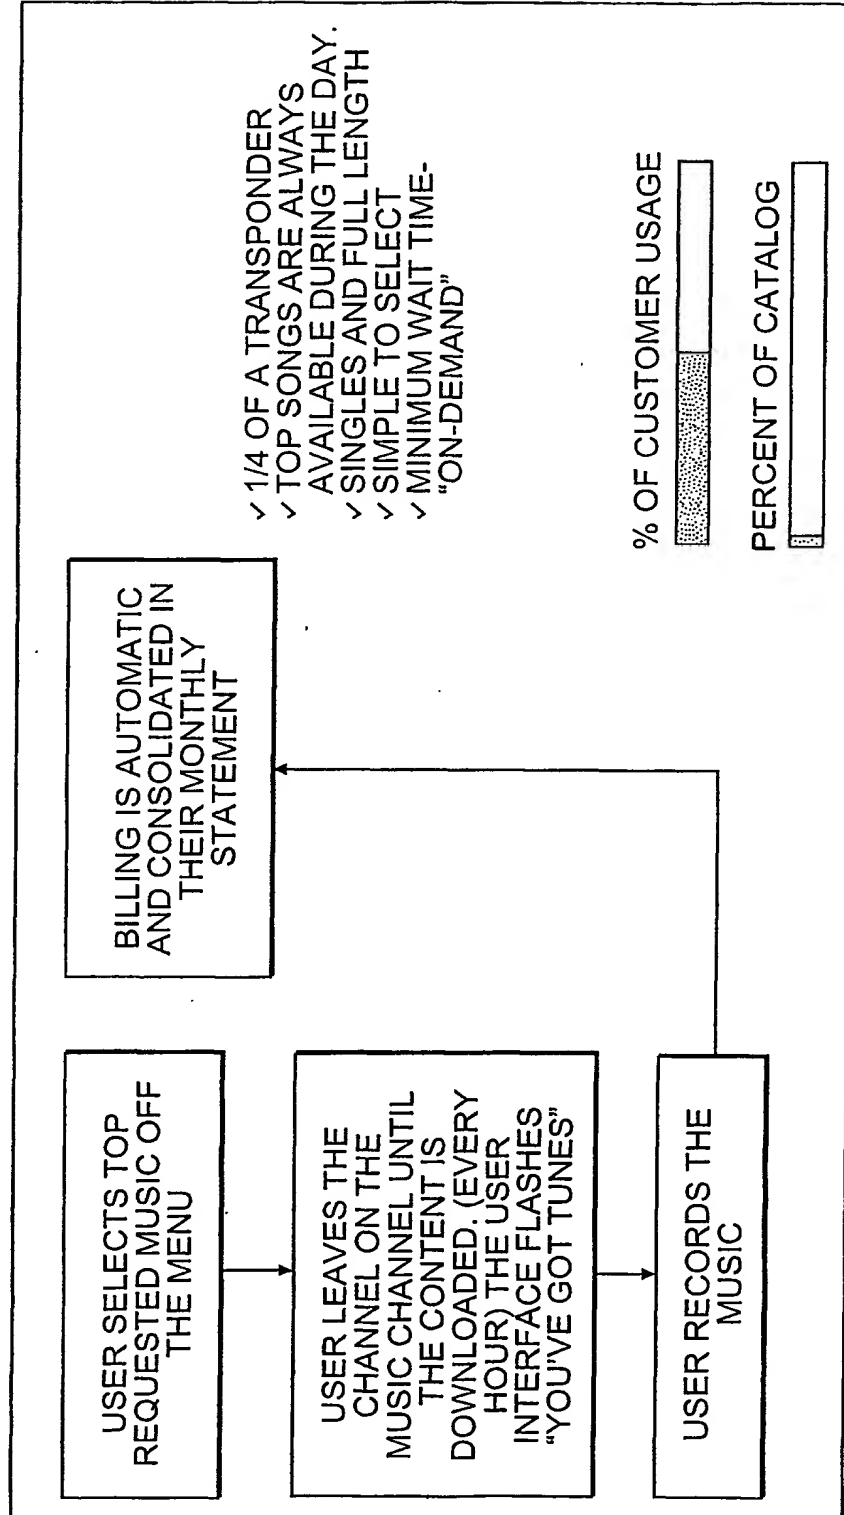 USER SELECTS TOP
REQUESTED MUSIC OFF
THE MENU
USER LEAVES THE
CHANNEL ON THE
MUSIC CHANNEL UNTIL
THE CONTENT IS
DOWNLOADED. (EVERY
HOUR) THE USER
INTERFACE FLASHES
“YOU’VE GOT TUNES”
USER RECORDS THE
MUSIC
BILLING IS AUTOMATIC
AND CONSOLIDATED IN
THEIR MONTHLY
STATEMENT
✓ 1/4 OF A TRANSPONDER
✓ TOP SONGS ARE ALWAYS
AVAILABLE DURING THE DAY.
✓ SINGLES AND FULL LENGTH
✓ SIMPLE TO SELECT
✓ MINIMUM WAIT TIME-
“ON-DEMAND”
% OF CUSTOMER USAGE
PERCENT OF CATALOG